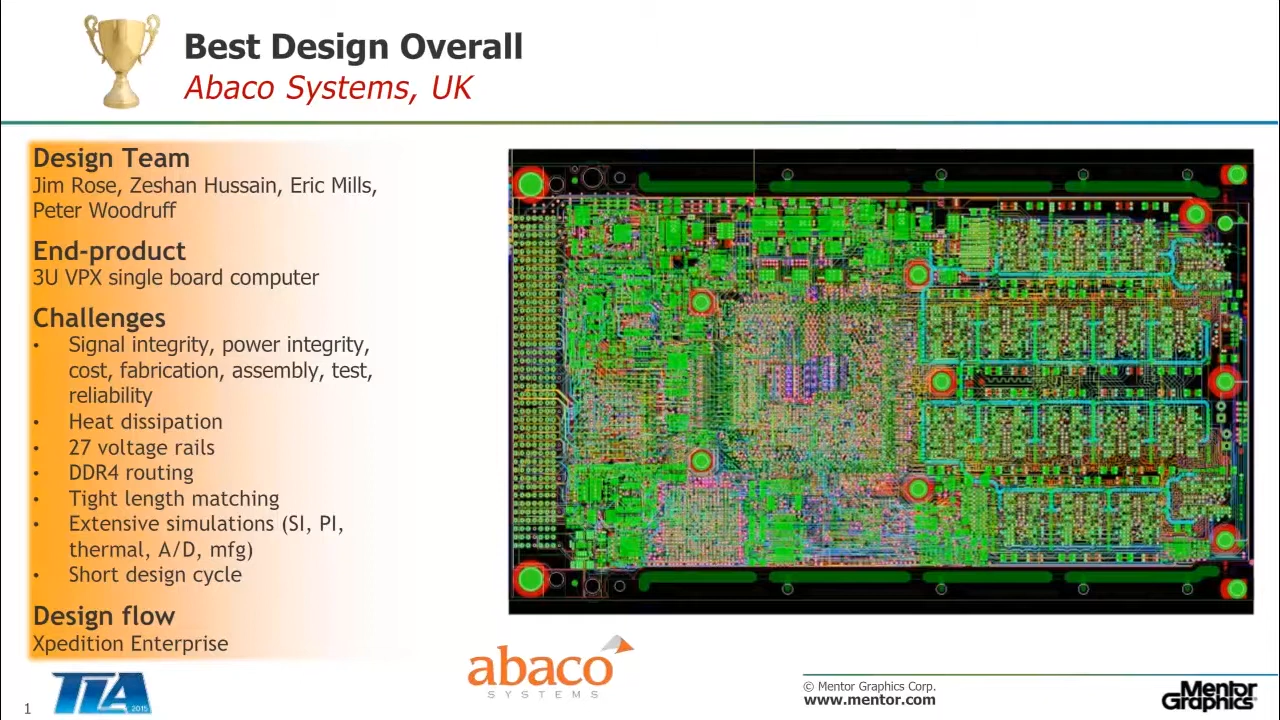 Best Design Overall
Abaco Systems, UK
Design Team
Jim Rose, Zeshan Hussain, Eric Mills,
Peter Woodruff
End-product
3U VPX single board computer
Challenges
• Signal integrity, power integrity,
cost, fabrication, assembly, test,
reliability
• Heat dissipation
• 27 voltage rails
• DDR4 routing
• Tight length matching
• Extensive simulations (SI, PI,
thermal, A/D, mfg)
• Short design cycle
Design flow
Xpedition Enterprise
1
TLA
2015
abaco
SYSTEMS
© Mentor Graphics Corp.
www.mentor.com
Mentor
Graphics